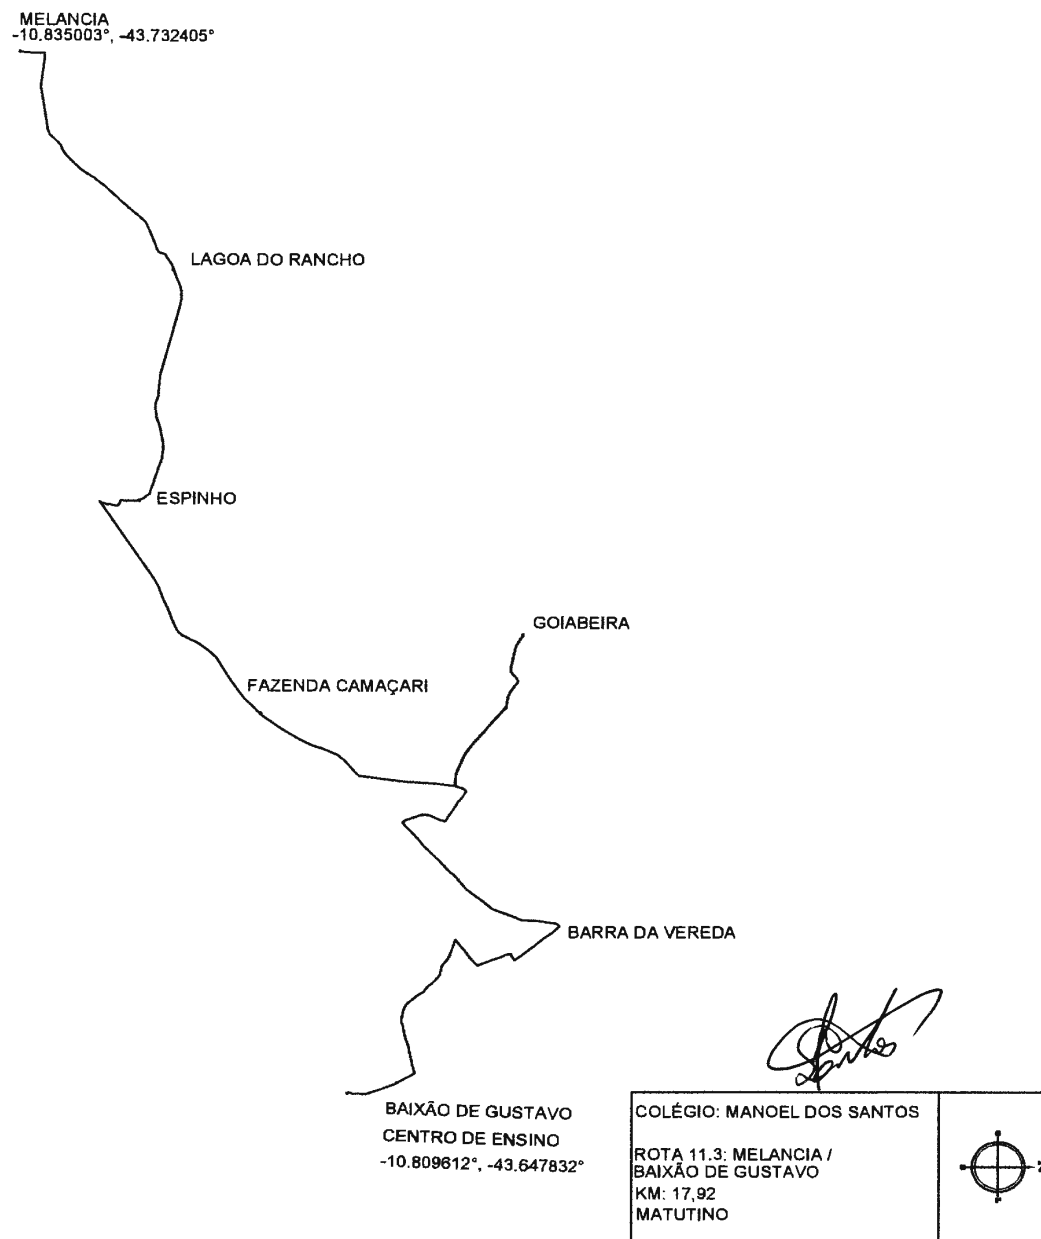 MELANCIA
-10.835003°, -43.732405°
LAGOA DO RANCHO
ESPINHO
GOIABEIRA
FAZENDA CAMAÇARI
BARRA DA VEREDA
BAIXÃO DE GUSTAVO
CENTRO DE ENSINO
-10.809612°, -43.647832°
Santos
COLÉGIO: MANOEL DOS SANTOS
ROTA 11.3: MELANCIA /
BAIXÃO DE GUSTAVO
KM: 17,92
MATUTINO